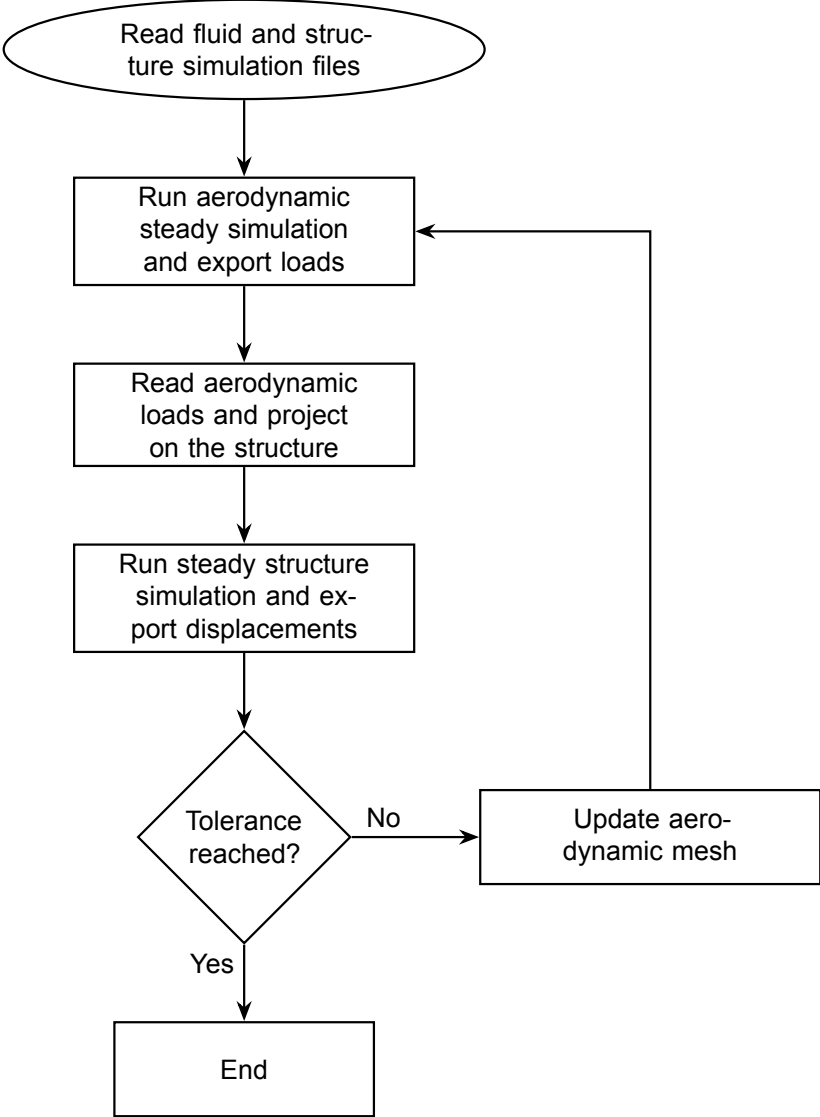 Read fluid and struc-
ture simulation files
Run aerodynamic
steady simulation
and export loads
Read aerodynamic
loads and project
on the structure
Run steady structure
simulation and ex-
port displacements
Tolerance
reached?
No
Update aero-
dynamic mesh
Yes
End